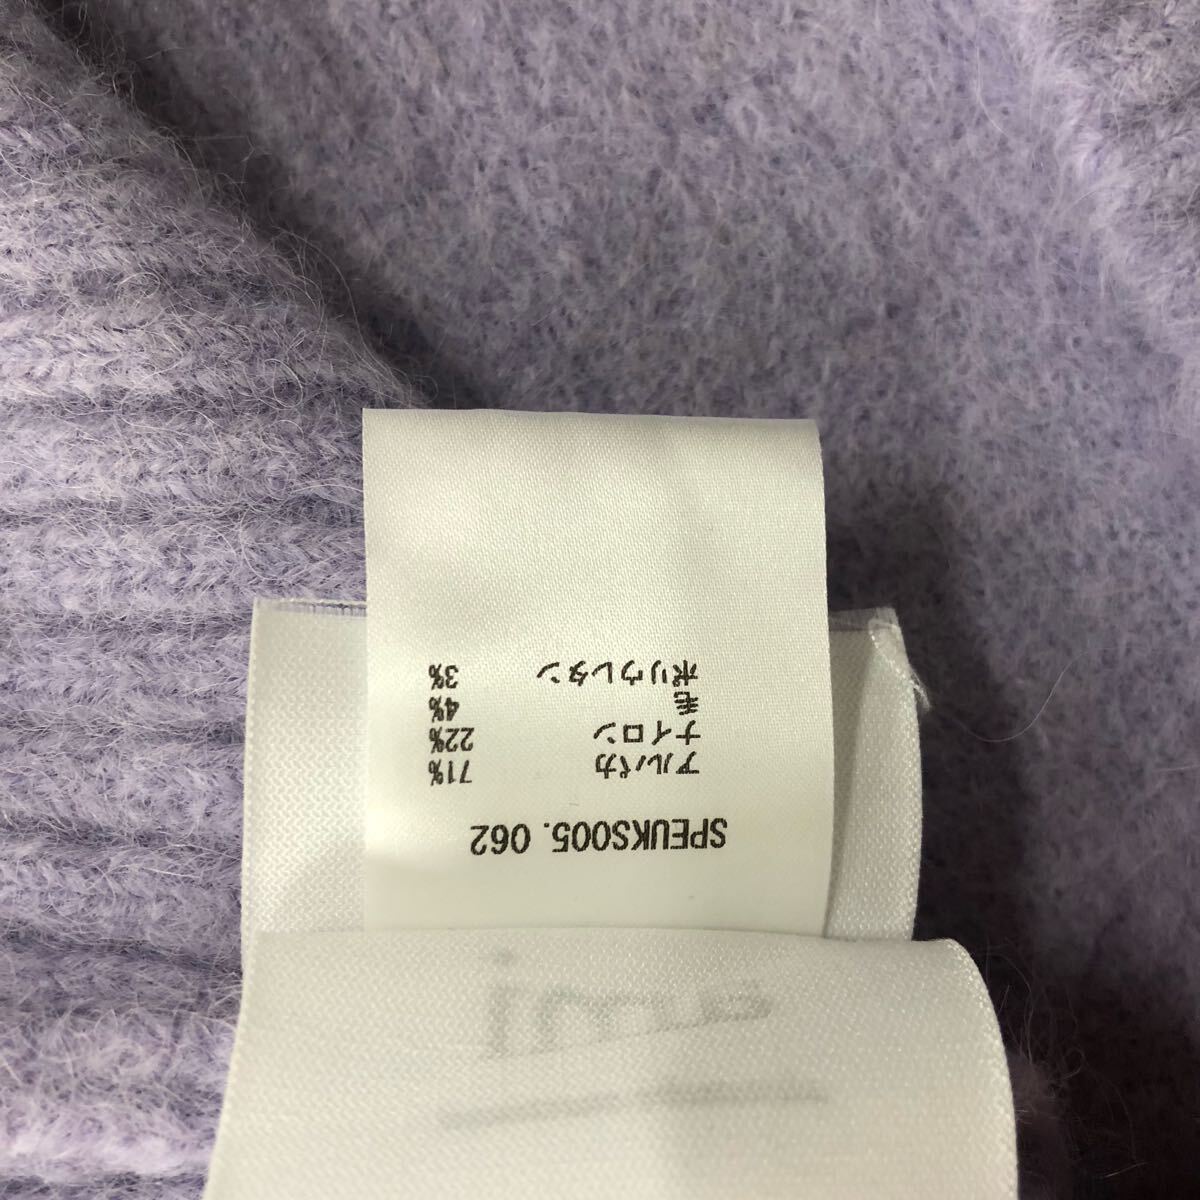 SPEUKS005. 062
アルパカ 71%
ナイロン 22%
毛 4%
ポリウレタン 3%